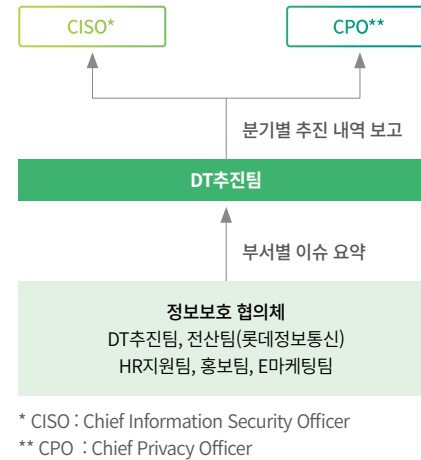 CISO*
CPO**
분기별 추진 내역 보고
DT추진팀
부서별 이슈 요약
정보보호 협의체
DT추진팀, 전산팀(롯데정보통신)
HR지원팀, 홍보팀, E마케팅팀
* CISO : Chief Information Security Officer
** CPO : Chief Privacy Officer